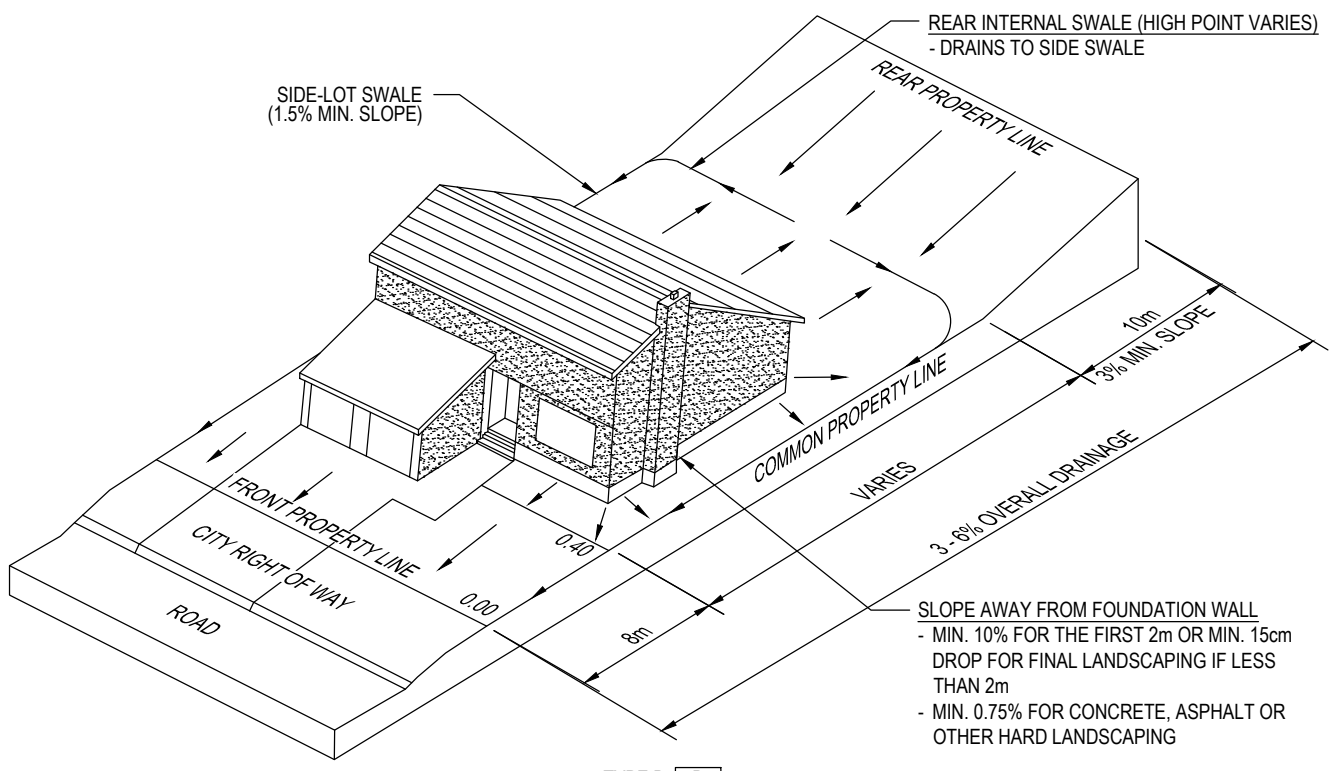 REAR INTERNAL SWALE (HIGH POINT VARIES)
- DRAINS TO SIDE SWALE
SIDE-LOT SWALE
(1.5% MIN. SLOPE)
REAR PROPERTY LINE
10m
3% MIN. SLOPE
COMMON PROPERTY LINE
VARIES
3 - 6% OVERALL DRAINAGE
FRONT PROPERTY LINE
0.40
CITY RIGHT OF WAY
0.00
ROAD
8m
SLOPE AWAY FROM FOUNDATION WALL
- MIN. 10% FOR THE FIRST 2m OR MIN. 15cm
DROP FOR FINAL LANDSCAPING IF LESS
THAN 2m
- MIN. 0.75% FOR CONCRETE, ASPHALT OR
OTHER HARD LANDSCAPING